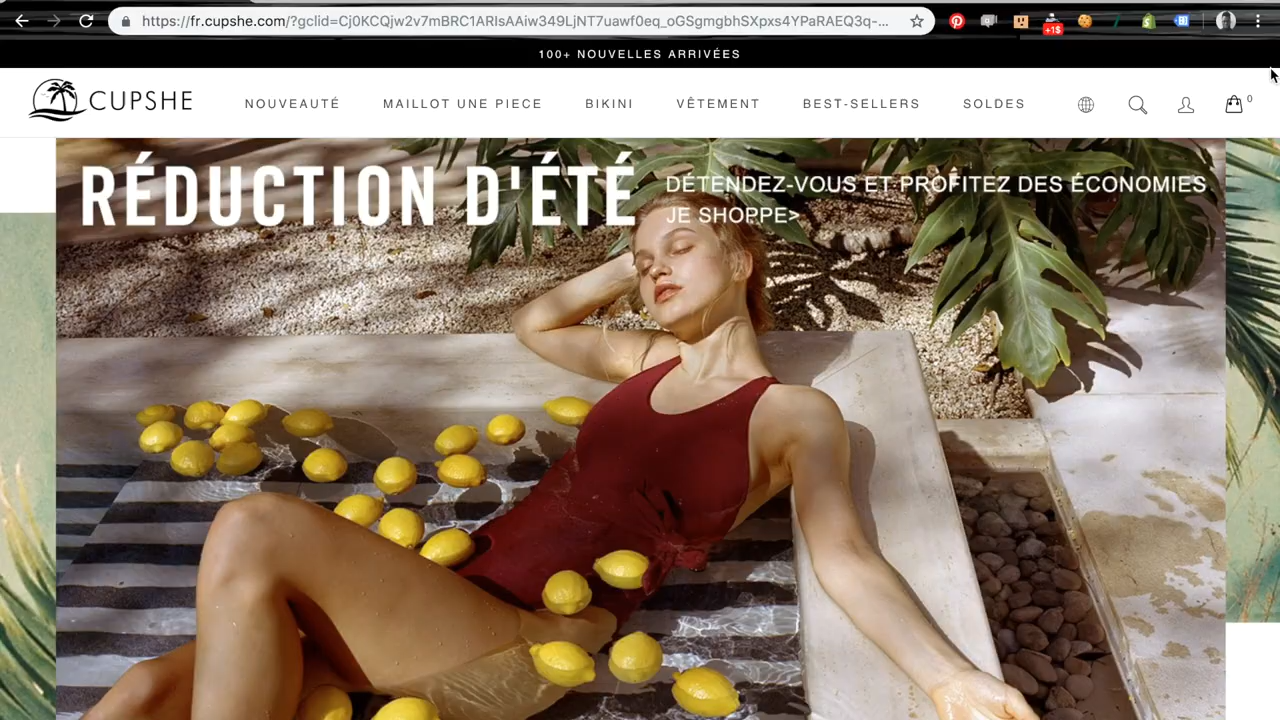 https://fr.cupshe.com/?gclid=Cj0KCQjw2v7mBRC1ARIsAAiw349LjNT7uawf0eq_oGSgmgbhSXpxs4YPaRAEQ3q-...
+1$
100+ NOUVELLES ARRIVÉES
CUPSHE NOUVEAUTÉ MAILLOT UNE PIECE BIKINI VÊTEMENT BEST-SELLERS SOLDES 0
RÉDUCTION D'ÉTÉ
DÉTENDEZ-VOUS ET PROFITEZ DES ÉCONOMIES
JE SHOPPE>